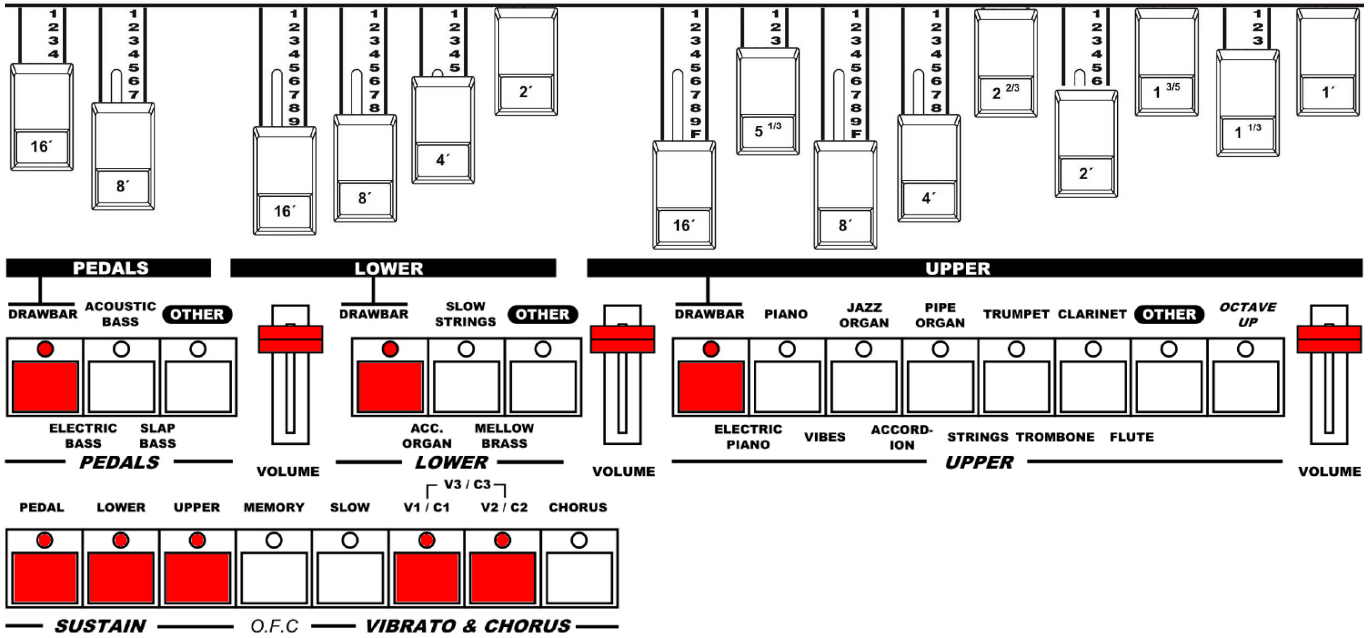 1 1 1 1 1 1 1 1 1 1 1
2 2 2 2 2 2 2 2 2 2 2
3 3 3 3 3 3 3 3 3 3 3
4 4 4 4 4 4 4 4 4
5 5 5 5 5 5 5 5
6 6 6 6 6 6 6
7 7 7 7 7 7
8 8 8 8 8
9 9 9
F F
16´ 8´ 16´ 8´ 4´ 2´ 16´ 5 1/3 8´ 4´ 2 2/3 2´ 1 3/5 1 1/3 1´
PEDALS LOWER UPPER
DRAWBAR ACOUSTIC BASS OTHER DRAWBAR SLOW STRINGS OTHER DRAWBAR PIANO JAZZ ORGAN PIPE ORGAN TRUMPET CLARINET OTHER OCTAVE UP
ELECTRIC BASS SLAP BASS ACC. ORGAN MELLOW BRASS ELECTRIC PIANO VIBES ACCORD-ION STRINGS TROMBONE FLUTE
PEDALS VOLUME LOWER VOLUME UPPER VOLUME
V3 / C3
PEDAL LOWER UPPER MEMORY SLOW V1 / C1 V2 / C2 CHORUS
SUSTAIN O.F.C VIBRATO & CHORUS